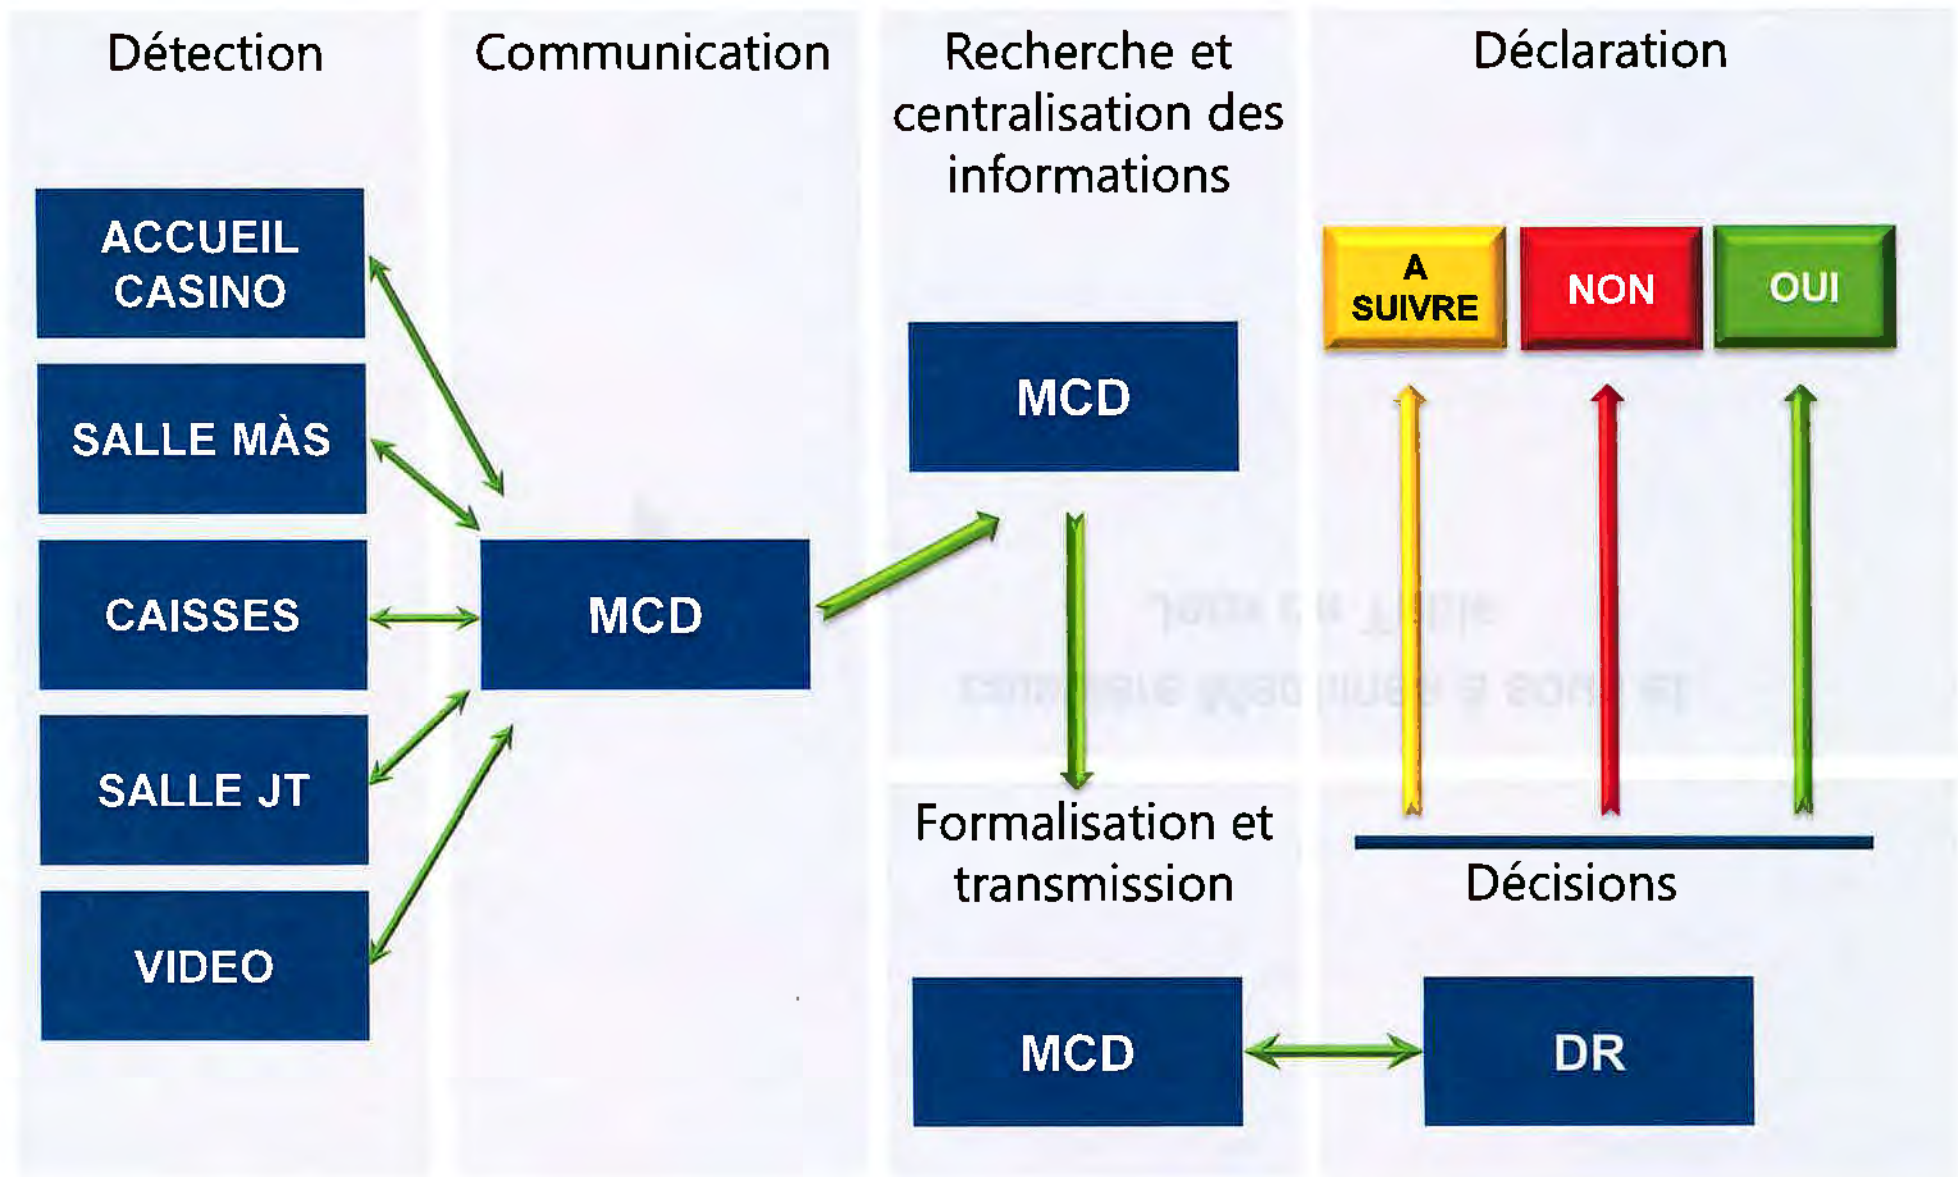 Détection
ACCUEIL
CASINO
SALLE MÀS
CAISSES
SALLE JT
VIDEO
Communication
MCD
Recherche et
centralisation des
informations
MCD
Formalisation et
transmission
MCD
Déclaration
A
SUIVRE
NON
OUI
Décisions
DR